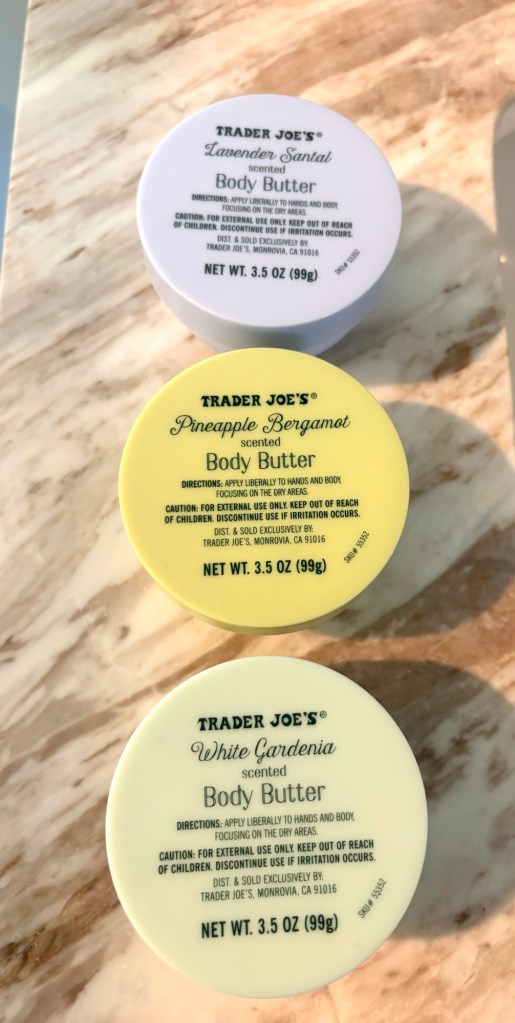 TRADER JOE'S®
Lavender Santal
scented
Body Butter
DIRECTIONS: APPLY LIBERALLY TO HANDS AND BODY,
FOCUSING ON THE DRY AREAS.
CAUTION: FOR EXTERNAL USE ONLY. KEEP OUT OF REACH
OF CHILDREN. DISCONTINUE USE IF IRRITATION OCCURS.
DIST. & SOLD EXCLUSIVELY BY:
TRADER JOE'S, MONROVIA, CA 91016
NET WT. 3.5 OZ (99g)
SKU# 55352
TRADER JOE'S®
Pineapple Bergamot
scented
Body Butter
DIRECTIONS: APPLY LIBERALLY TO HANDS AND BODY,
FOCUSING ON THE DRY AREAS.
CAUTION: FOR EXTERNAL USE ONLY. KEEP OUT OF REACH
OF CHILDREN. DISCONTINUE USE IF IRRITATION OCCURS.
DIST. & SOLD EXCLUSIVELY BY:
TRADER JOE'S, MONROVIA, CA 91016
NET WT. 3.5 OZ (99g)
SKU# 55352
TRADER JOE'S®
White Gardenia
scented
Body Butter
DIRECTIONS: APPLY LIBERALLY TO HANDS AND BODY,
FOCUSING ON THE DRY AREAS.
CAUTION: FOR EXTERNAL USE ONLY. KEEP OUT OF REACH
OF CHILDREN. DISCONTINUE USE IF IRRITATION OCCURS.
DIST. & SOLD EXCLUSIVELY BY:
TRADER JOE'S, MONROVIA, CA 91016
NET WT. 3.5 OZ (99g)
SKU# 55352